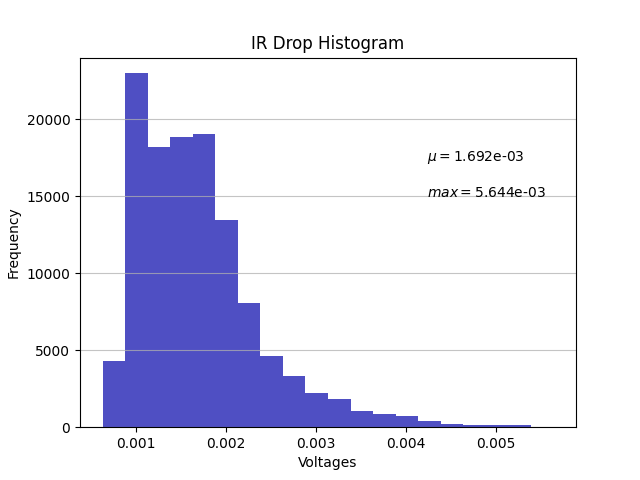 IR Drop Histogram
20000
15000
10000
5000
0
Frequency
μ = 1.692e-03
max = 5.644e-03
0.001 0.002 0.003 0.004 0.005
Voltages